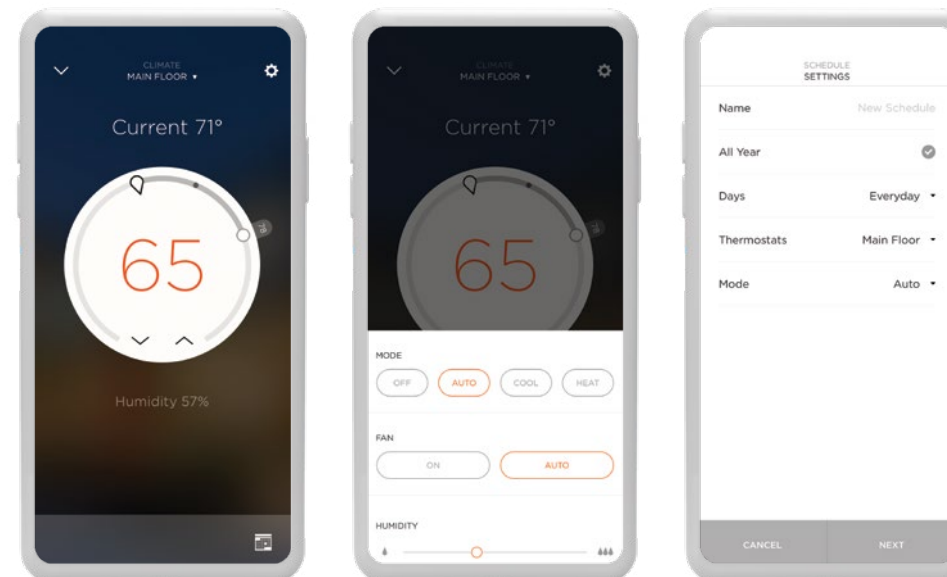 CLIMATE
MAIN FLOOR
Current 71°
78
65
Humidity 57%
CLIMATE
MAIN FLOOR
Current 71°
78
65
MODE
OFF AUTO COOL HEAT
FAN
ON AUTO
HUMIDITY
SCHEDULE
SETTINGS
Name New Schedule
All Year
Days Everyday
Thermostats Main Floor
Mode Auto
CANCEL NEXT